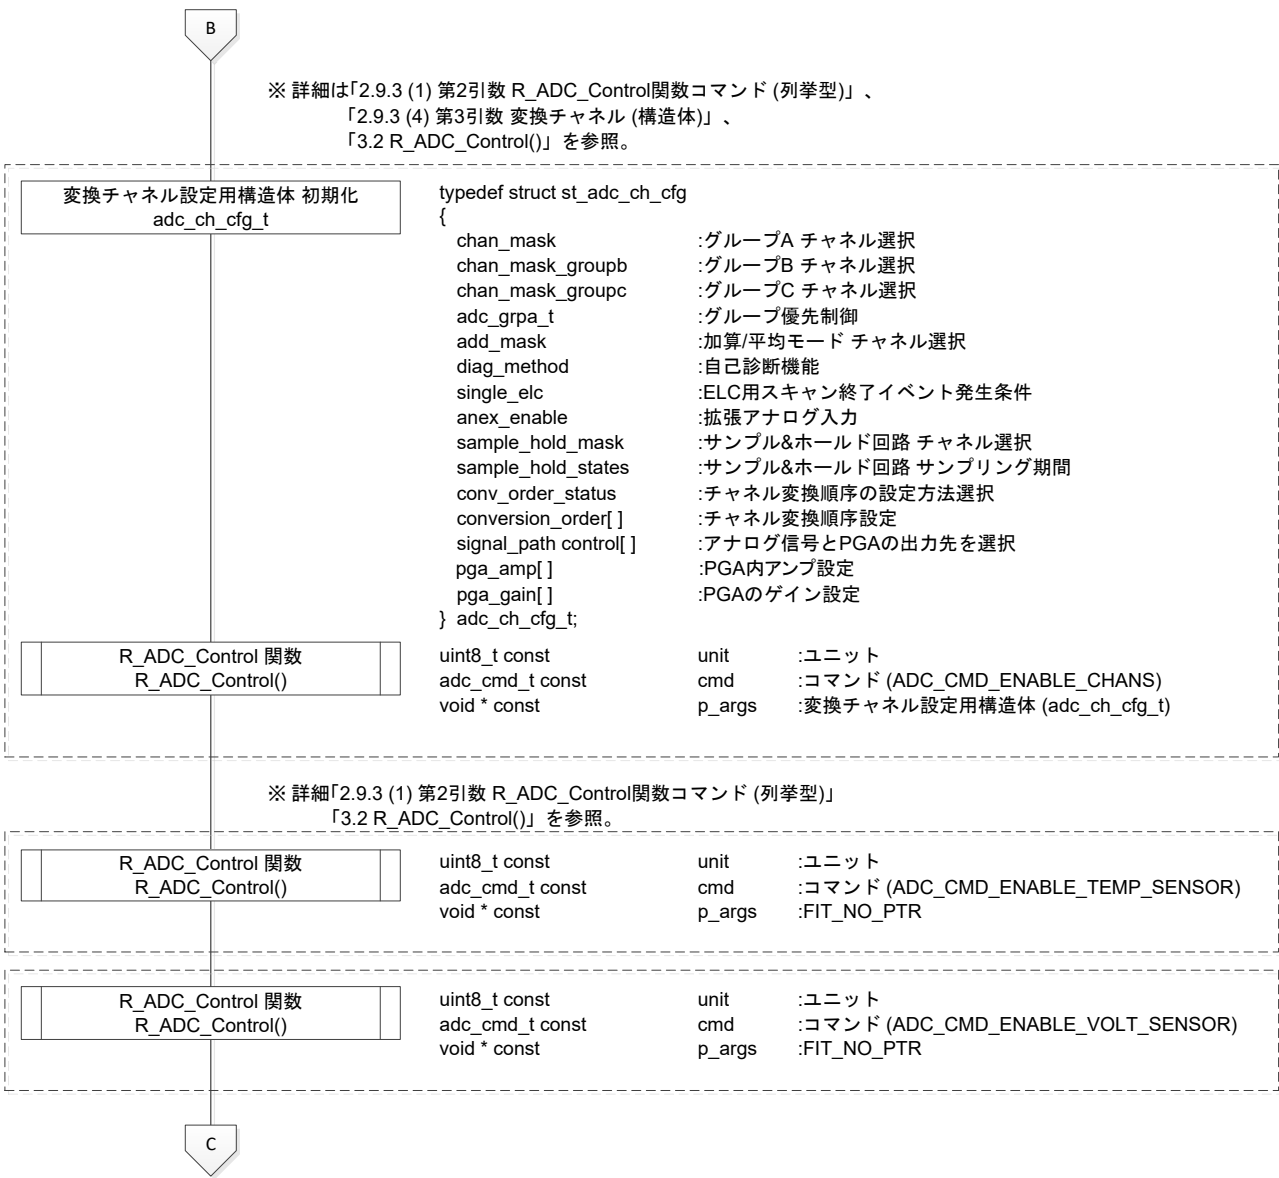 B
※ 詳細は「2.9.3 (1) 第2引数 R_ADC_Control関数コマンド (列挙型)」、
「2.9.3 (4) 第3引数 変換チャネル (構造体)」、
「3.2 R_ADC_Control()」を参照。
変換チャネル設定用構造体 初期化
adc_ch_cfg_t
typedef struct st_adc_ch_cfg
{
chan_mask :グループA チャネル選択
chan_mask_groupb :グループB チャネル選択
chan_mask_groupc :グループC チャネル選択
adc_grpa_t :グループ優先制御
add_mask :加算/平均モード チャネル選択
diag_method :自己診断機能
single_elc :ELC用スキャン終了イベント発生条件
anex_enable :拡張アナログ入力
sample_hold_mask :サンプル&ホールド回路 チャネル選択
sample_hold_states :サンプル&ホールド回路 サンプリング期間
conv_order_status :チャネル変換順序の設定方法選択
conversion_order[ ] :チャネル変換順序設定
signal_path control[ ] :アナログ信号とPGAの出力先を選択
pga_amp[ ] :PGA内アンプ設定
pga_gain[ ] :PGAのゲイン設定
} adc_ch_cfg_t;
R_ADC_Control 関数
R_ADC_Control()
uint8_t const unit :ユニット
adc_cmd_t const cmd :コマンド (ADC_CMD_ENABLE_CHANS)
void * const p_args :変換チャネル設定用構造体 (adc_ch_cfg_t)
※ 詳細「2.9.3 (1) 第2引数 R_ADC_Control関数コマンド (列挙型)」
「3.2 R_ADC_Control()」を参照。
R_ADC_Control 関数
R_ADC_Control()
uint8_t const unit :ユニット
adc_cmd_t const cmd :コマンド (ADC_CMD_ENABLE_TEMP_SENSOR)
void * const p_args :FIT_NO_PTR
R_ADC_Control 関数
R_ADC_Control()
uint8_t const unit :ユニット
adc_cmd_t const cmd :コマンド (ADC_CMD_ENABLE_VOLT_SENSOR)
void * const p_args :FIT_NO_PTR
C